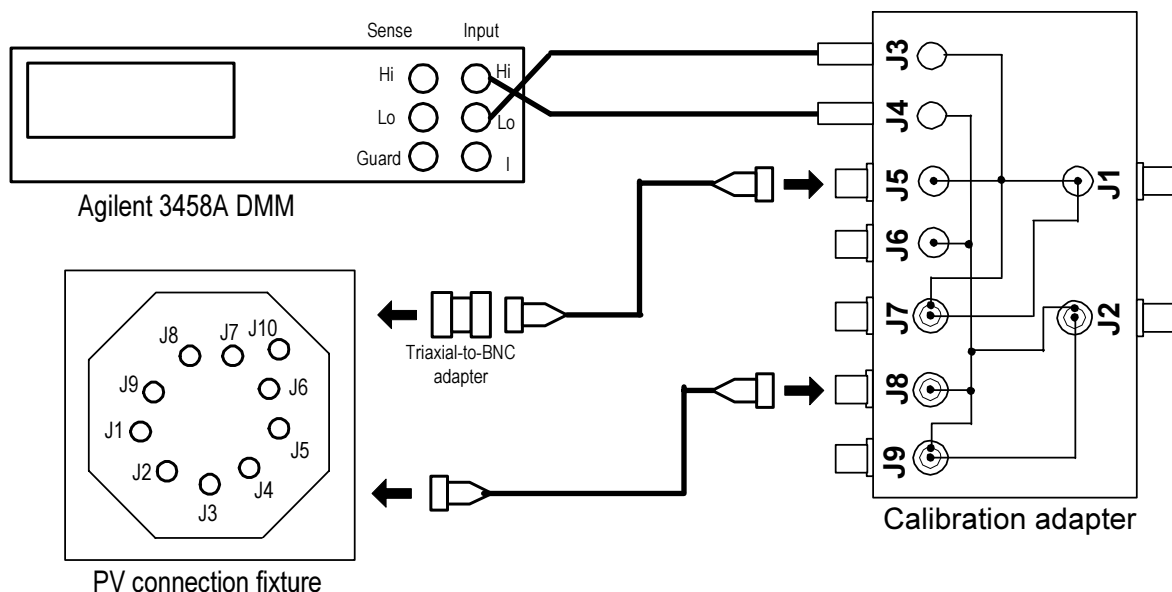 Sense Input
Hi Hi
Lo Lo
Guard I
Agilent 3458A DMM
J3
J4
J5
J6
J7
J8
J9
J1
J2
Calibration adapter
Triaxial-to-BNC
adapter
J8 J7 J10
J9 J6
J1 J5
J2 J4
J3
PV connection fixture